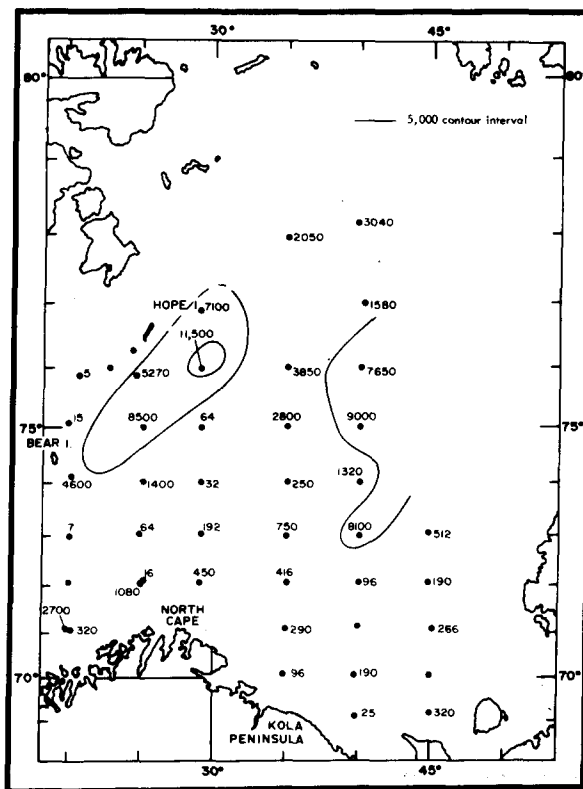 30° 45°
80° 80°
5,000 contour interval
3040
2050
HOPE I. 7100
1580
11,500
5 5270 3850 7650
15 8500 64 2800 9000
75° 75°
BEAR I.
1320
4600 1400 32 250
7 64 192 750 8100 512
16 450 416 96 190
1080
2700
NORTH
CAPE
320 290 266
70° 96 190 70°
KOLA
PENINSULA
25 320
30° 45°